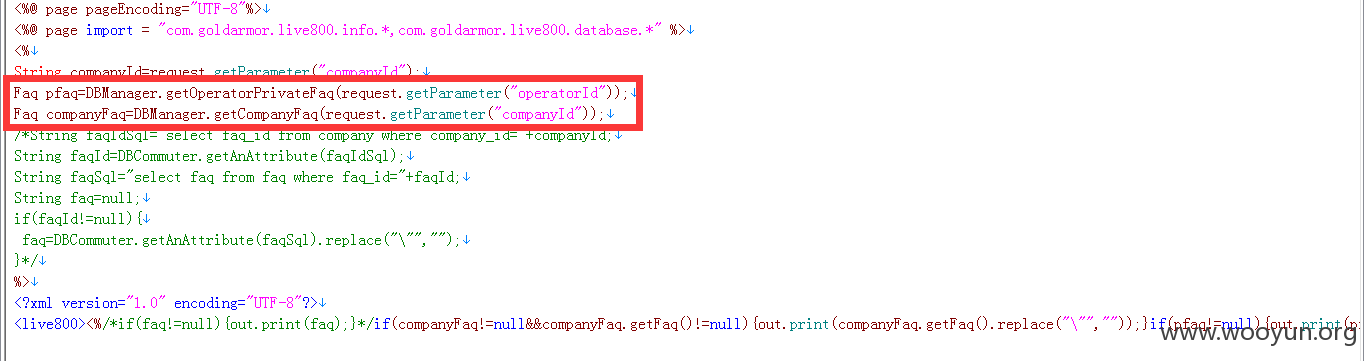 <%@ page pageEncoding="UTF-8"%>↓
<%@ page import = "com.goldarmor.live800.info.*,com.goldarmor.live800.database.*" %>↓
<%↓
String companyId=request.getParameter("companyId");↓
Faq pfaq=DBManager.getOperatorPrivateFaq(request.getParameter("operatorId"));↓
Faq companyFaq=DBManager.getCompanyFaq(request.getParameter("companyId"));↓
/*String faqIdSql="select faq_id from company where company_id="+companyId;↓
String faqId=DBCommuter.getAnAttribute(faqIdSql);↓
String faqSql="select faq from faq where faq_id="+faqId;↓
String faq=null;↓
if(faqId!=null){↓
faq=DBCommuter.getAnAttribute(faqSql).replace("\"","");↓
}*/↓
%>↓
<?xml version="1.0" encoding="UTF-8"?>↓
<live800><%/*if(faq!=null){out.print(faq);}*/if(companyFaq!=null&&companyFaq.getFaq()!=null){out.print(companyFaq.getFaq().replace("\"",""));}if(pfaq!=null){out.print(p
www.wooyun.org